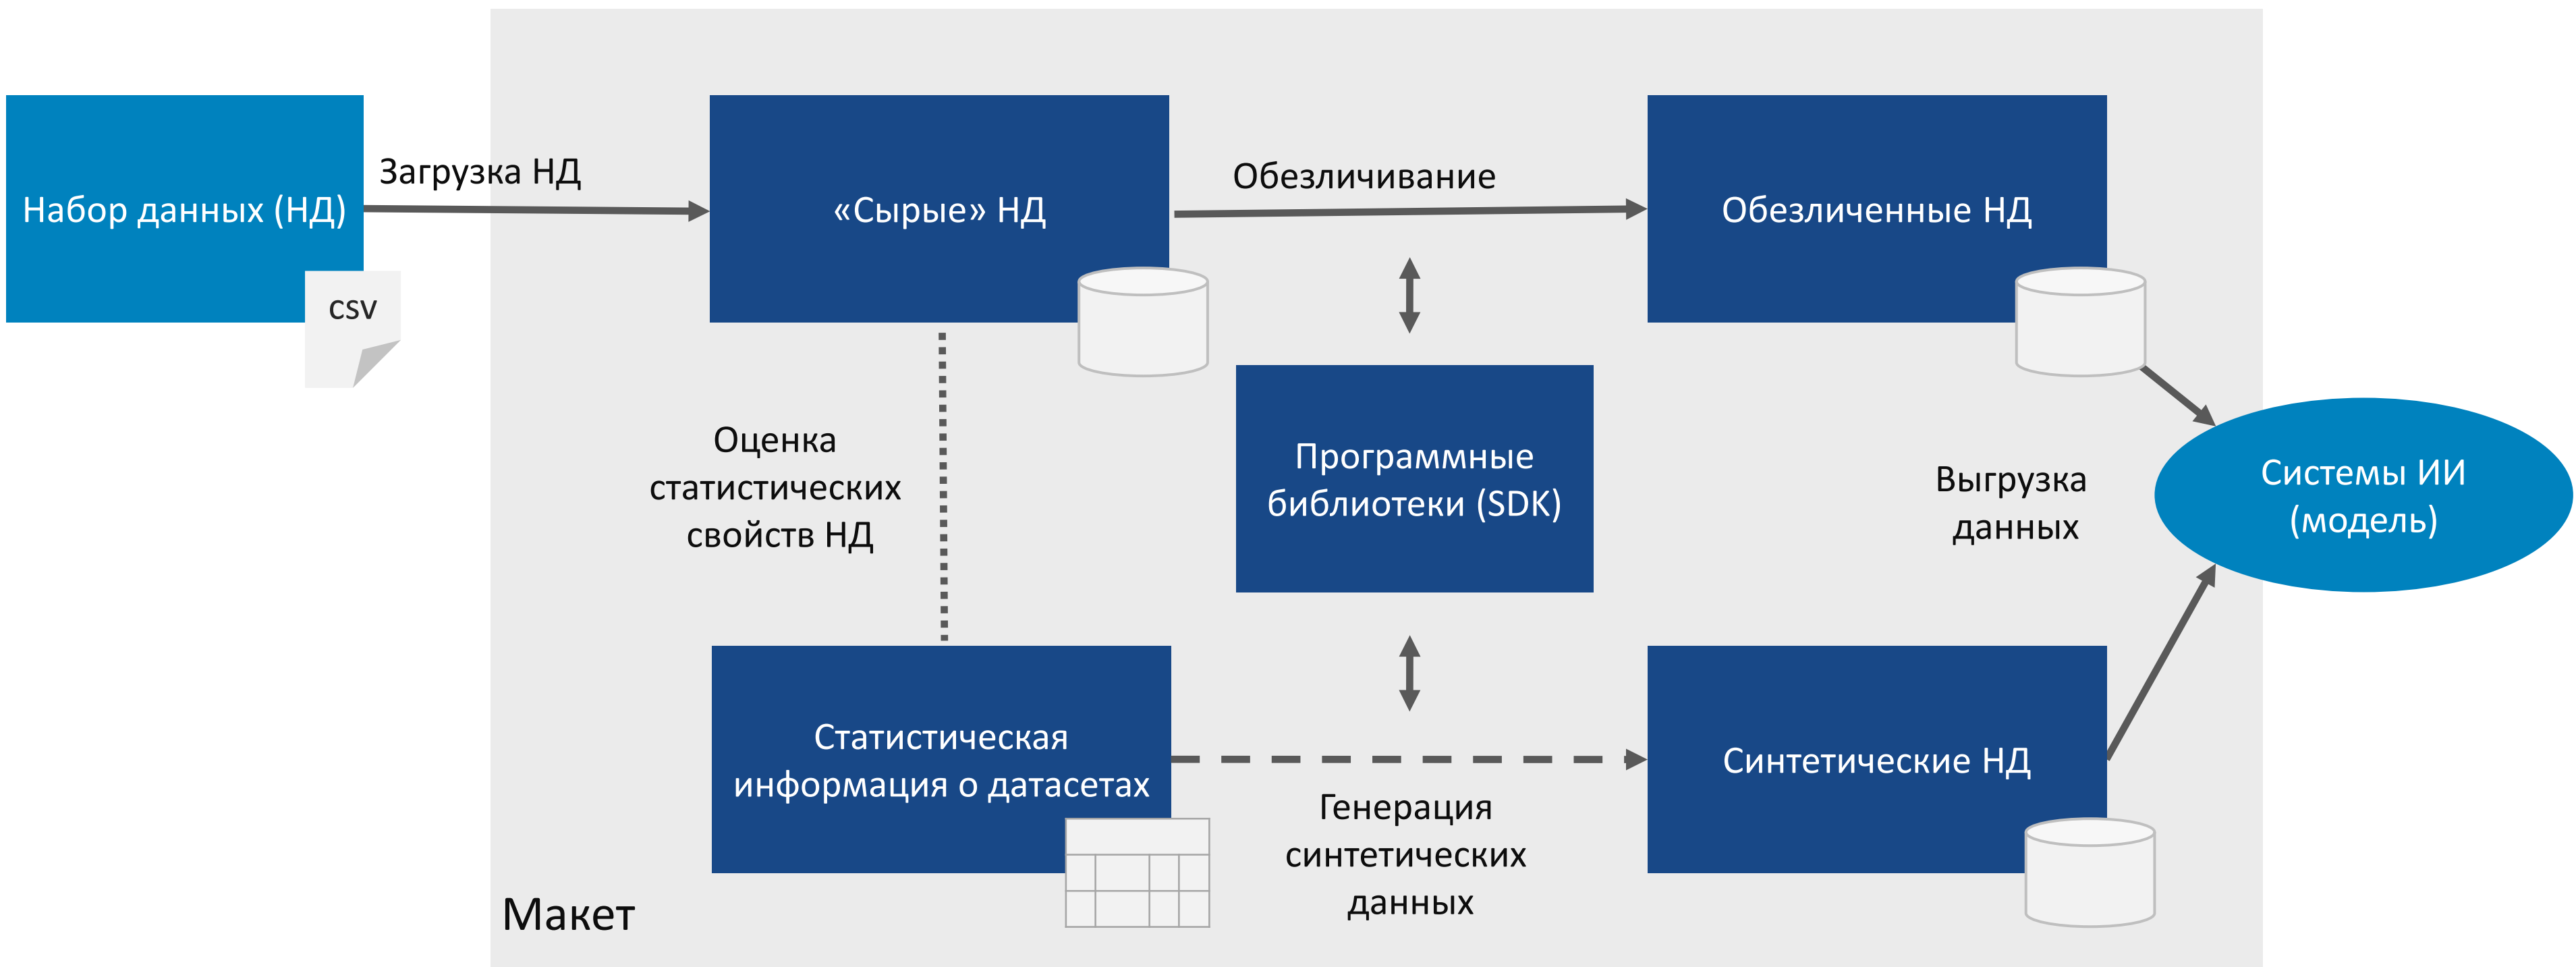 Набор данных (НД)
csv
Загрузка НД
«Сырые» НД
Обезличивание
Обезличенные НД
Оценка
статистических
свойств НД
Программные
библиотеки (SDK)
Выгрузка
данных
Системы ИИ
(модель)
Статистическая
информация о датасетах
Генерация
синтетических
данных
Синтетические НД
Макет